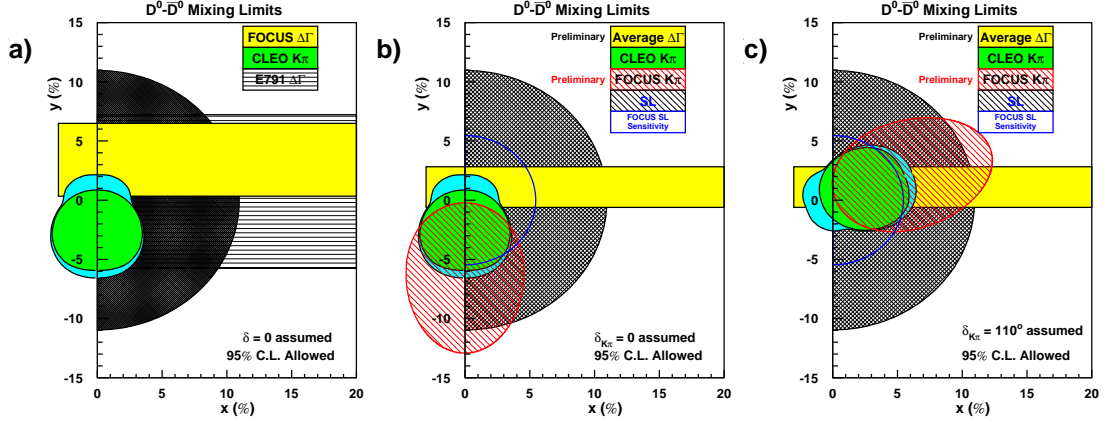 a)
D⁰-D̅⁰ Mixing Limits
y (%)
15
10
5
0
-5
-10
-15
FOCUS ΔΓ
CLEO Kπ
E791 ΔΓ
δ = 0 assumed
95% C.L. Allowed
0 5 10 15 20
x (%)
b)
D⁰-D̅⁰ Mixing Limits
y (%)
15
10
5
0
-5
-10
-15
Preliminary
Average ΔΓ
CLEO Kπ
Preliminary
FOCUS Kπ
SL
FOCUS SL
Sensitivity
δKπ = 0 assumed
95% C.L. Allowed
0 5 10 15 20
x (%)
c)
D⁰-D̅⁰ Mixing Limits
y (%)
15
10
5
0
-5
-10
-15
Preliminary
Average ΔΓ
CLEO Kπ
Preliminary
FOCUS Kπ
SL
FOCUS SL
Sensitivity
δKπ = 110° assumed
95% C.L. Allowed
0 5 10 15 20
x (%)